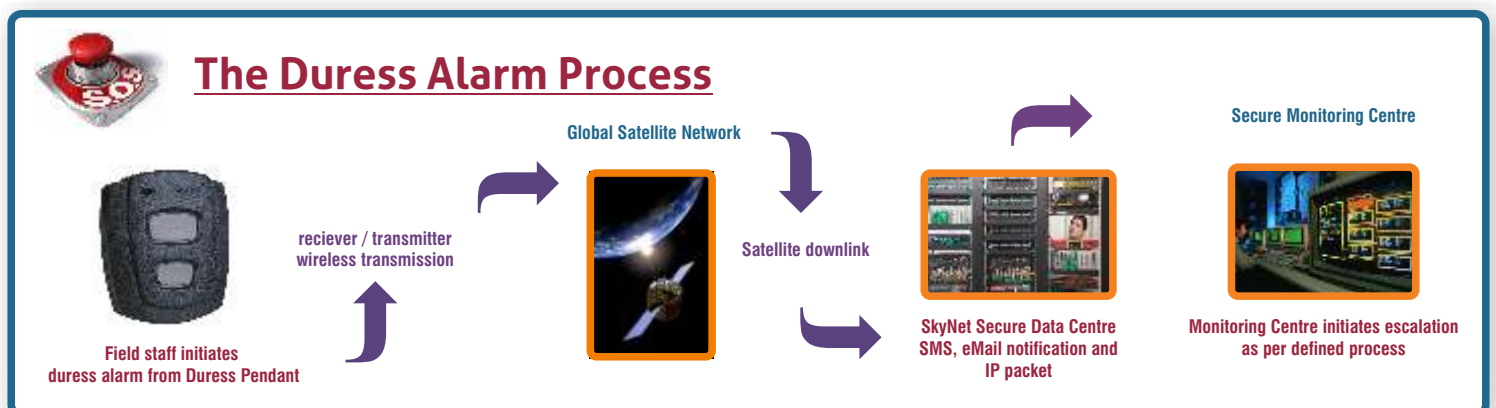 SOS
The Duress Alarm Process
Field staff initiates
duress alarm from Duress Pendant
reciever / transmitter
wireless transmission
Global Satellite Network
Satellite downlink
SkyNet Secure Data Centre
SMS, eMail notification and
IP packet
Secure Monitoring Centre
Monitoring Centre initiates escalation
as per defined process